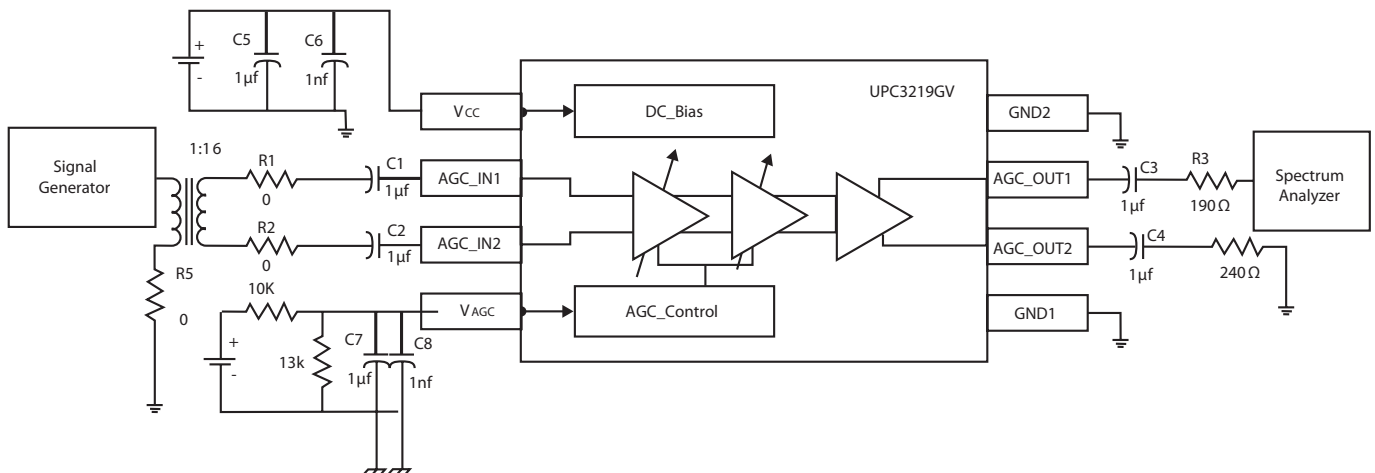 +
-
C5
1µf
C6
1nf
UPC3219GV
VCC
DC_Bias
GND2
Signal
Generator
1:16
R1
0
C1
1µf
AGC_IN1
AGC_OUT1
C3
1µf
R3
190Ω
Spectrum
Analyzer
R2
0
C2
1µf
AGC_IN2
AGC_OUT2
C4
1µf
240Ω
R5
0
10K
+
-
13k
C7
1µf
C8
1nf
VAGC
AGC_Control
GND1